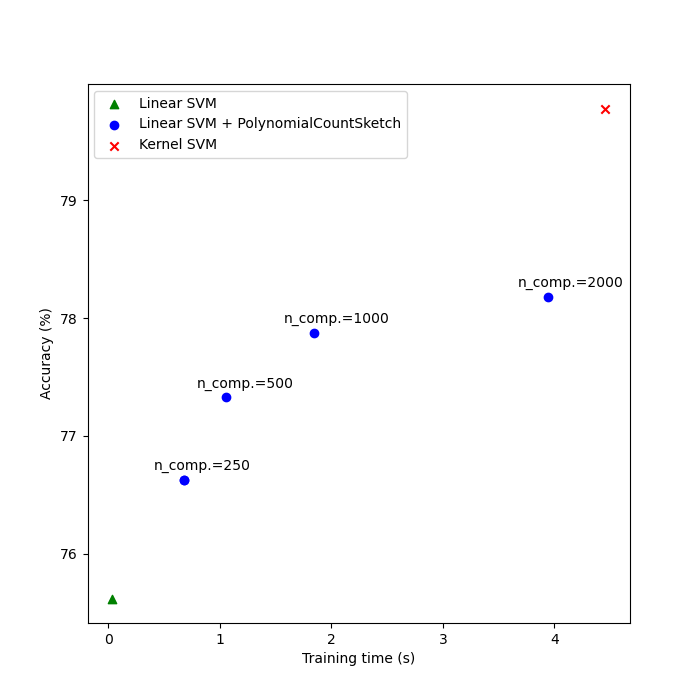 Linear SVM
Linear SVM + PolynomialCountSketch
Kernel SVM
79
78
77
76
Accuracy (%)
n_comp.=2000
n_comp.=1000
n_comp.=500
n_comp.=250
0 1 2 3 4
Training time (s)